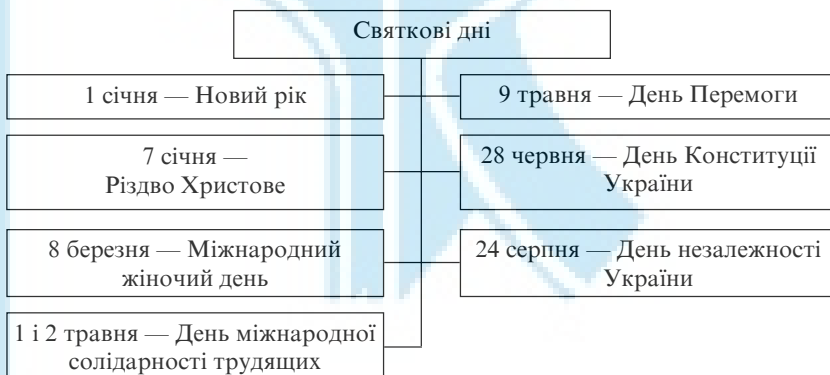 Святкові дні
1 січня — Новий рік
9 травня — День Перемоги
7 січня —
Різдво Христове
28 червня — День Конституції
України
8 березня — Міжнародний
жіночий день
24 серпня — День незалежності
України
1 і 2 травня — День міжнародної
солідарності трудящих